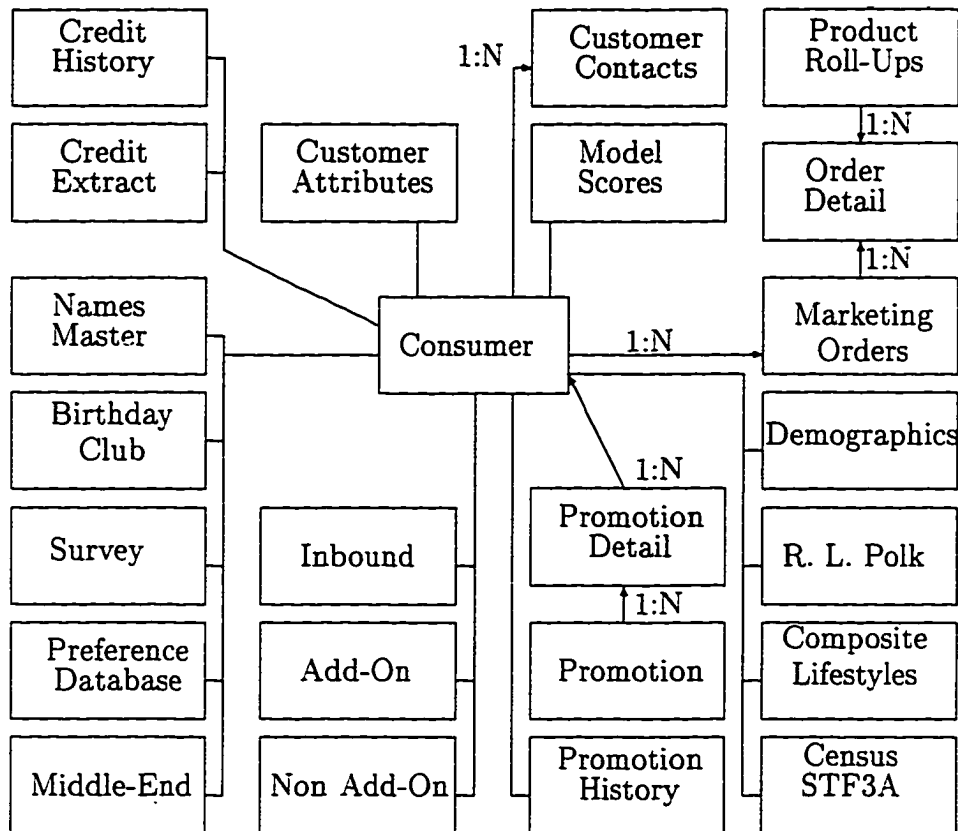 Credit
History
1:N
Customer
Contacts
Product
Roll-Ups
1:N
Credit
Extract
Customer
Attributes
Model
Scores
Order
Detail
1:N
Names
Master
Consumer
1:N
Marketing
Orders
Birthday
Club
Demographics
1:N
Survey
Inbound
Promotion
Detail
R. L. Polk
1:N
Preference
Database
Add-On
Promotion
Composite
Lifestyles
Middle-End
Non Add-On
Promotion
History
Census
STF3A